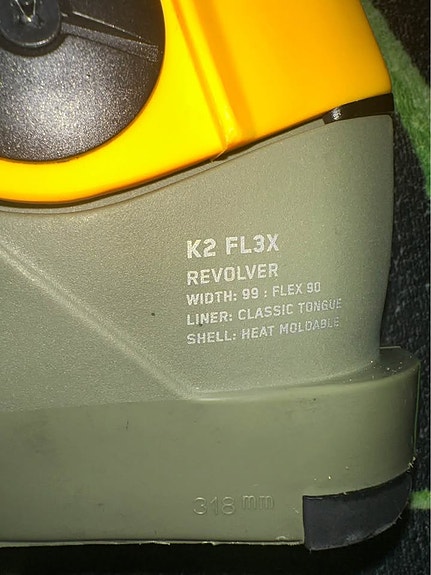 K2 FL3X
REVOLVER
WIDTH: 99 : FLEX 90
LINER: CLASSIC TONGUE
SHELL: HEAT MOLDABLE
318 mm